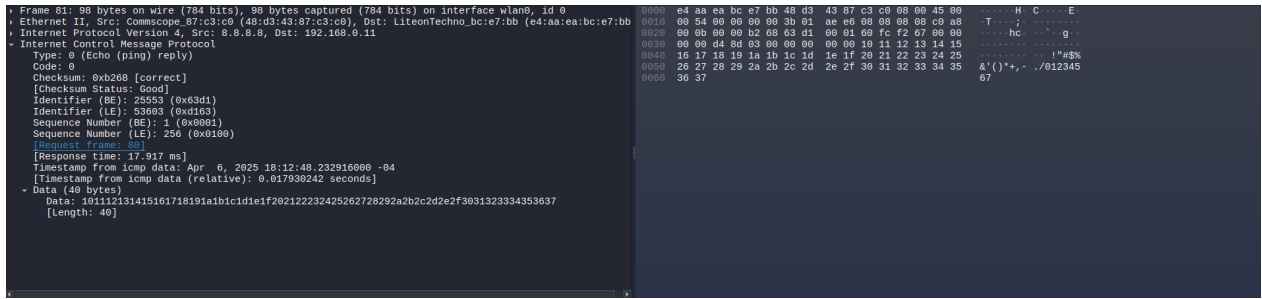 Frame 81: 98 bytes on wire (784 bits), 98 bytes captured (784 bits) on interface wlan0, id 0
Ethernet II, Src: Commscope_87:c3:c0 (48:d3:43:87:c3:c0), Dst: LiteonTechno_bc:e7:bb (e4:aa:ea:bc:e7:bb
Internet Protocol Version 4, Src: 8.8.8.8, Dst: 192.168.0.11
Internet Control Message Protocol
Type: 0 (Echo (ping) reply)
Code: 0
Checksum: 0xb268 [correct]
[Checksum Status: Good]
Identifier (BE): 25553 (0x63d1)
Identifier (LE): 53603 (0xd163)
Sequence Number (BE): 1 (0x0001)
Sequence Number (LE): 256 (0x0100)
[Request frame: 80]
[Response time: 17.917 ms]
Timestamp from icmp data: Apr  6, 2025 18:12:48.232916000 -04
[Timestamp from icmp data (relative): 0.017930242 seconds]
Data (40 bytes)
Data: 101112131415161718191a1b1c1d1e1f202122232425262728292a2b2c2d2e2f3031323334353637
[Length: 40]
0000 e4 aa ea bc e7 bb 48 d3 43 87 c3 c0 08 00 45 00 ······H· C·····E·
0010 00 54 00 00 00 00 3b 01 ae e6 08 08 08 08 c0 a8 ·T····;· ········
0020 00 0b 00 00 b2 68 63 d1 00 01 60 fc f2 67 00 00 ·····hc· ··`··g··
0030 00 00 d4 8d 03 00 00 00 00 00 10 11 12 13 14 15 ········ ········
0040 16 17 18 19 1a 1b 1c 1d 1e 1f 20 21 22 23 24 25 ········ ·· !"#$%
0050 26 27 28 29 2a 2b 2c 2d 2e 2f 30 31 32 33 34 35 &'()*+,- ./012345
0060 36 37 67